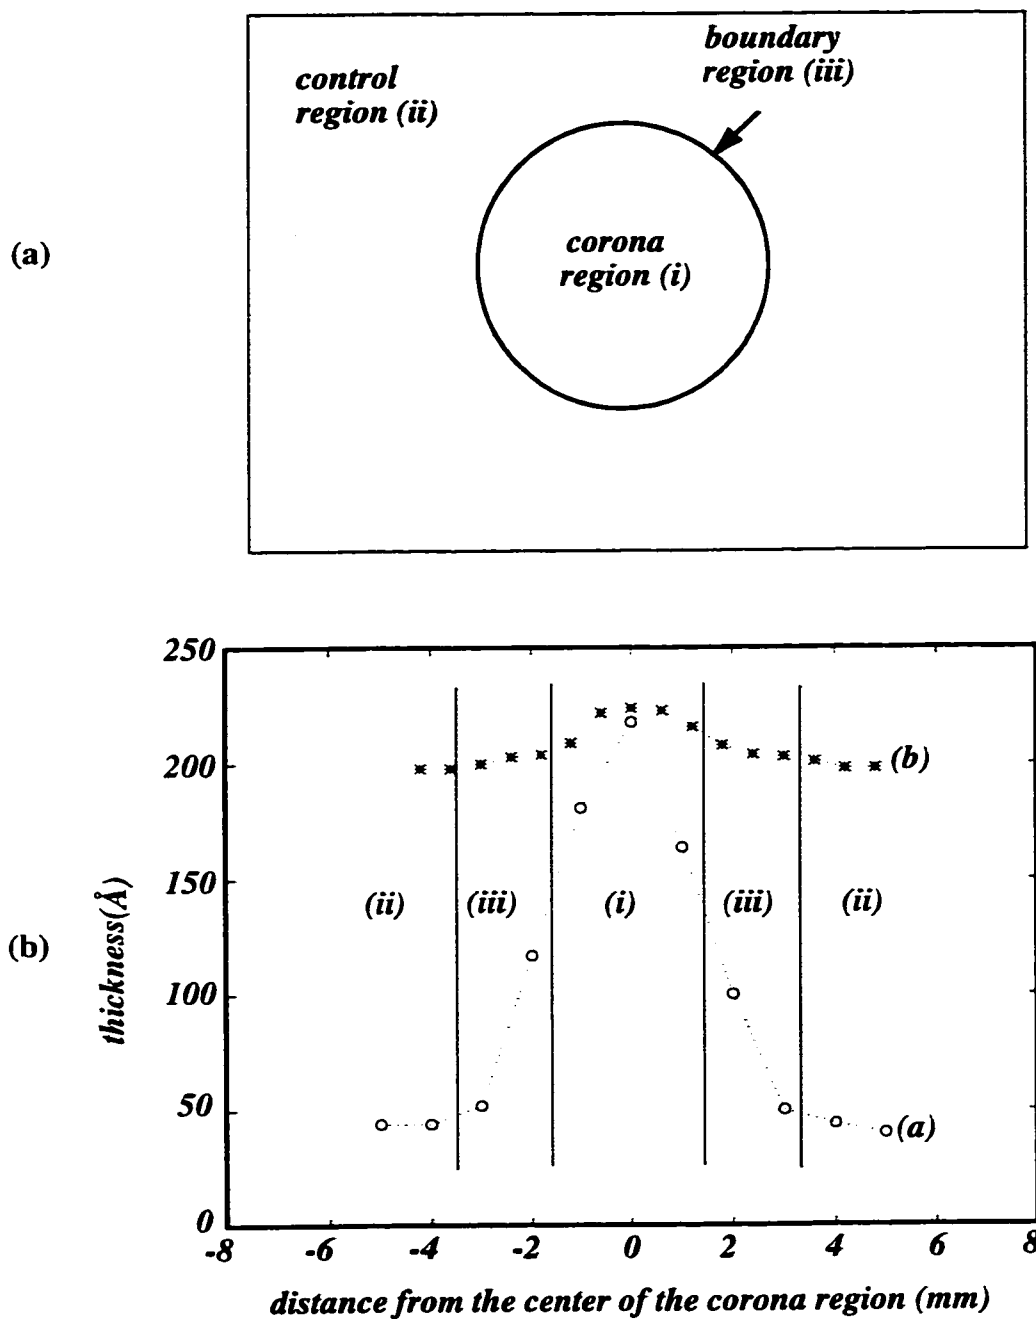 control
region (ii)
boundary
region (iii)
corona
region (i)
(a)
250
200
150
100
50
0
thickness(Å)
(b)
(ii)
(iii)
(i)
(iii)
(ii)
(b)
(a)
-8
-6
-4
-2
0
2
4
6
8
distance from the center of the corona region (mm)